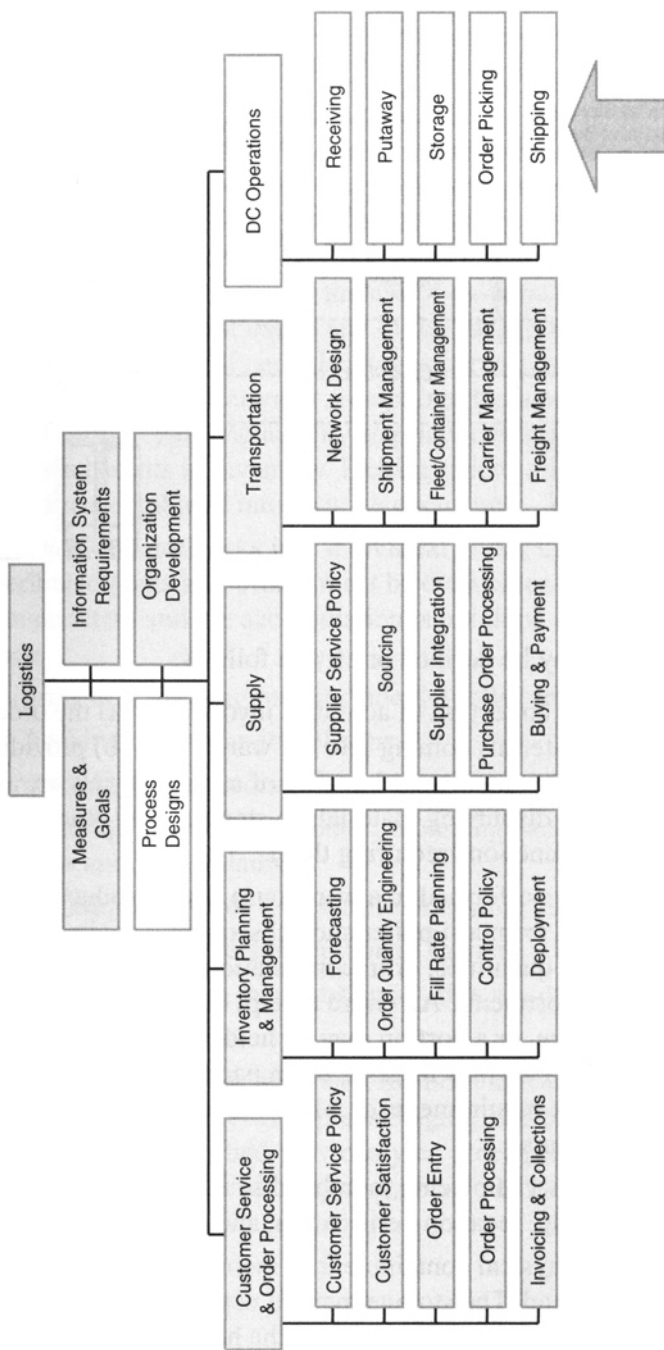 Logistics
Measures &
Goals
Information System
Requirements
Process
Designs
Organization
Development
Customer Service
& Order Processing
Customer Service Policy
Customer Satisfaction
Order Entry
Order Processing
Invoicing & Collections
Inventory Planning
& Management
Forecasting
Order Quantity Engineering
Fill Rate Planning
Control Policy
Deployment
Supply
Supplier Service Policy
Sourcing
Supplier Integration
Purchase Order Processing
Buying & Payment
Transportation
Network Design
Shipment Management
Fleet/Container Management
Carrier Management
Freight Management
DC Operations
Receiving
Putaway
Storage
Order Picking
Shipping